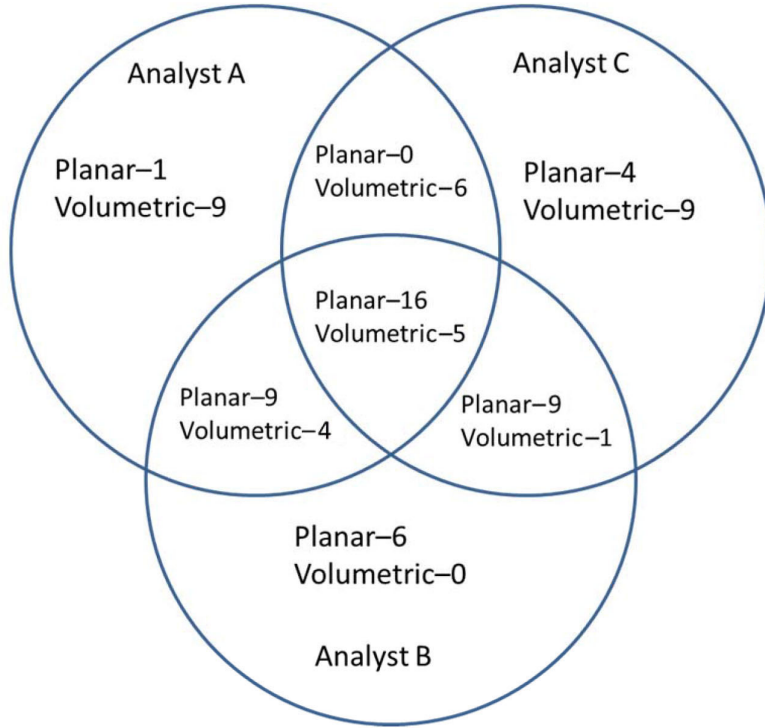 Analyst A
Analyst C
Planar–1
Volumetric–9
Planar–0
Volumetric–6
Planar–4
Volumetric–9
Planar–16
Volumetric–5
Planar–9
Volumetric–4
Planar–9
Volumetric–1
Planar–6
Volumetric–0
Analyst B